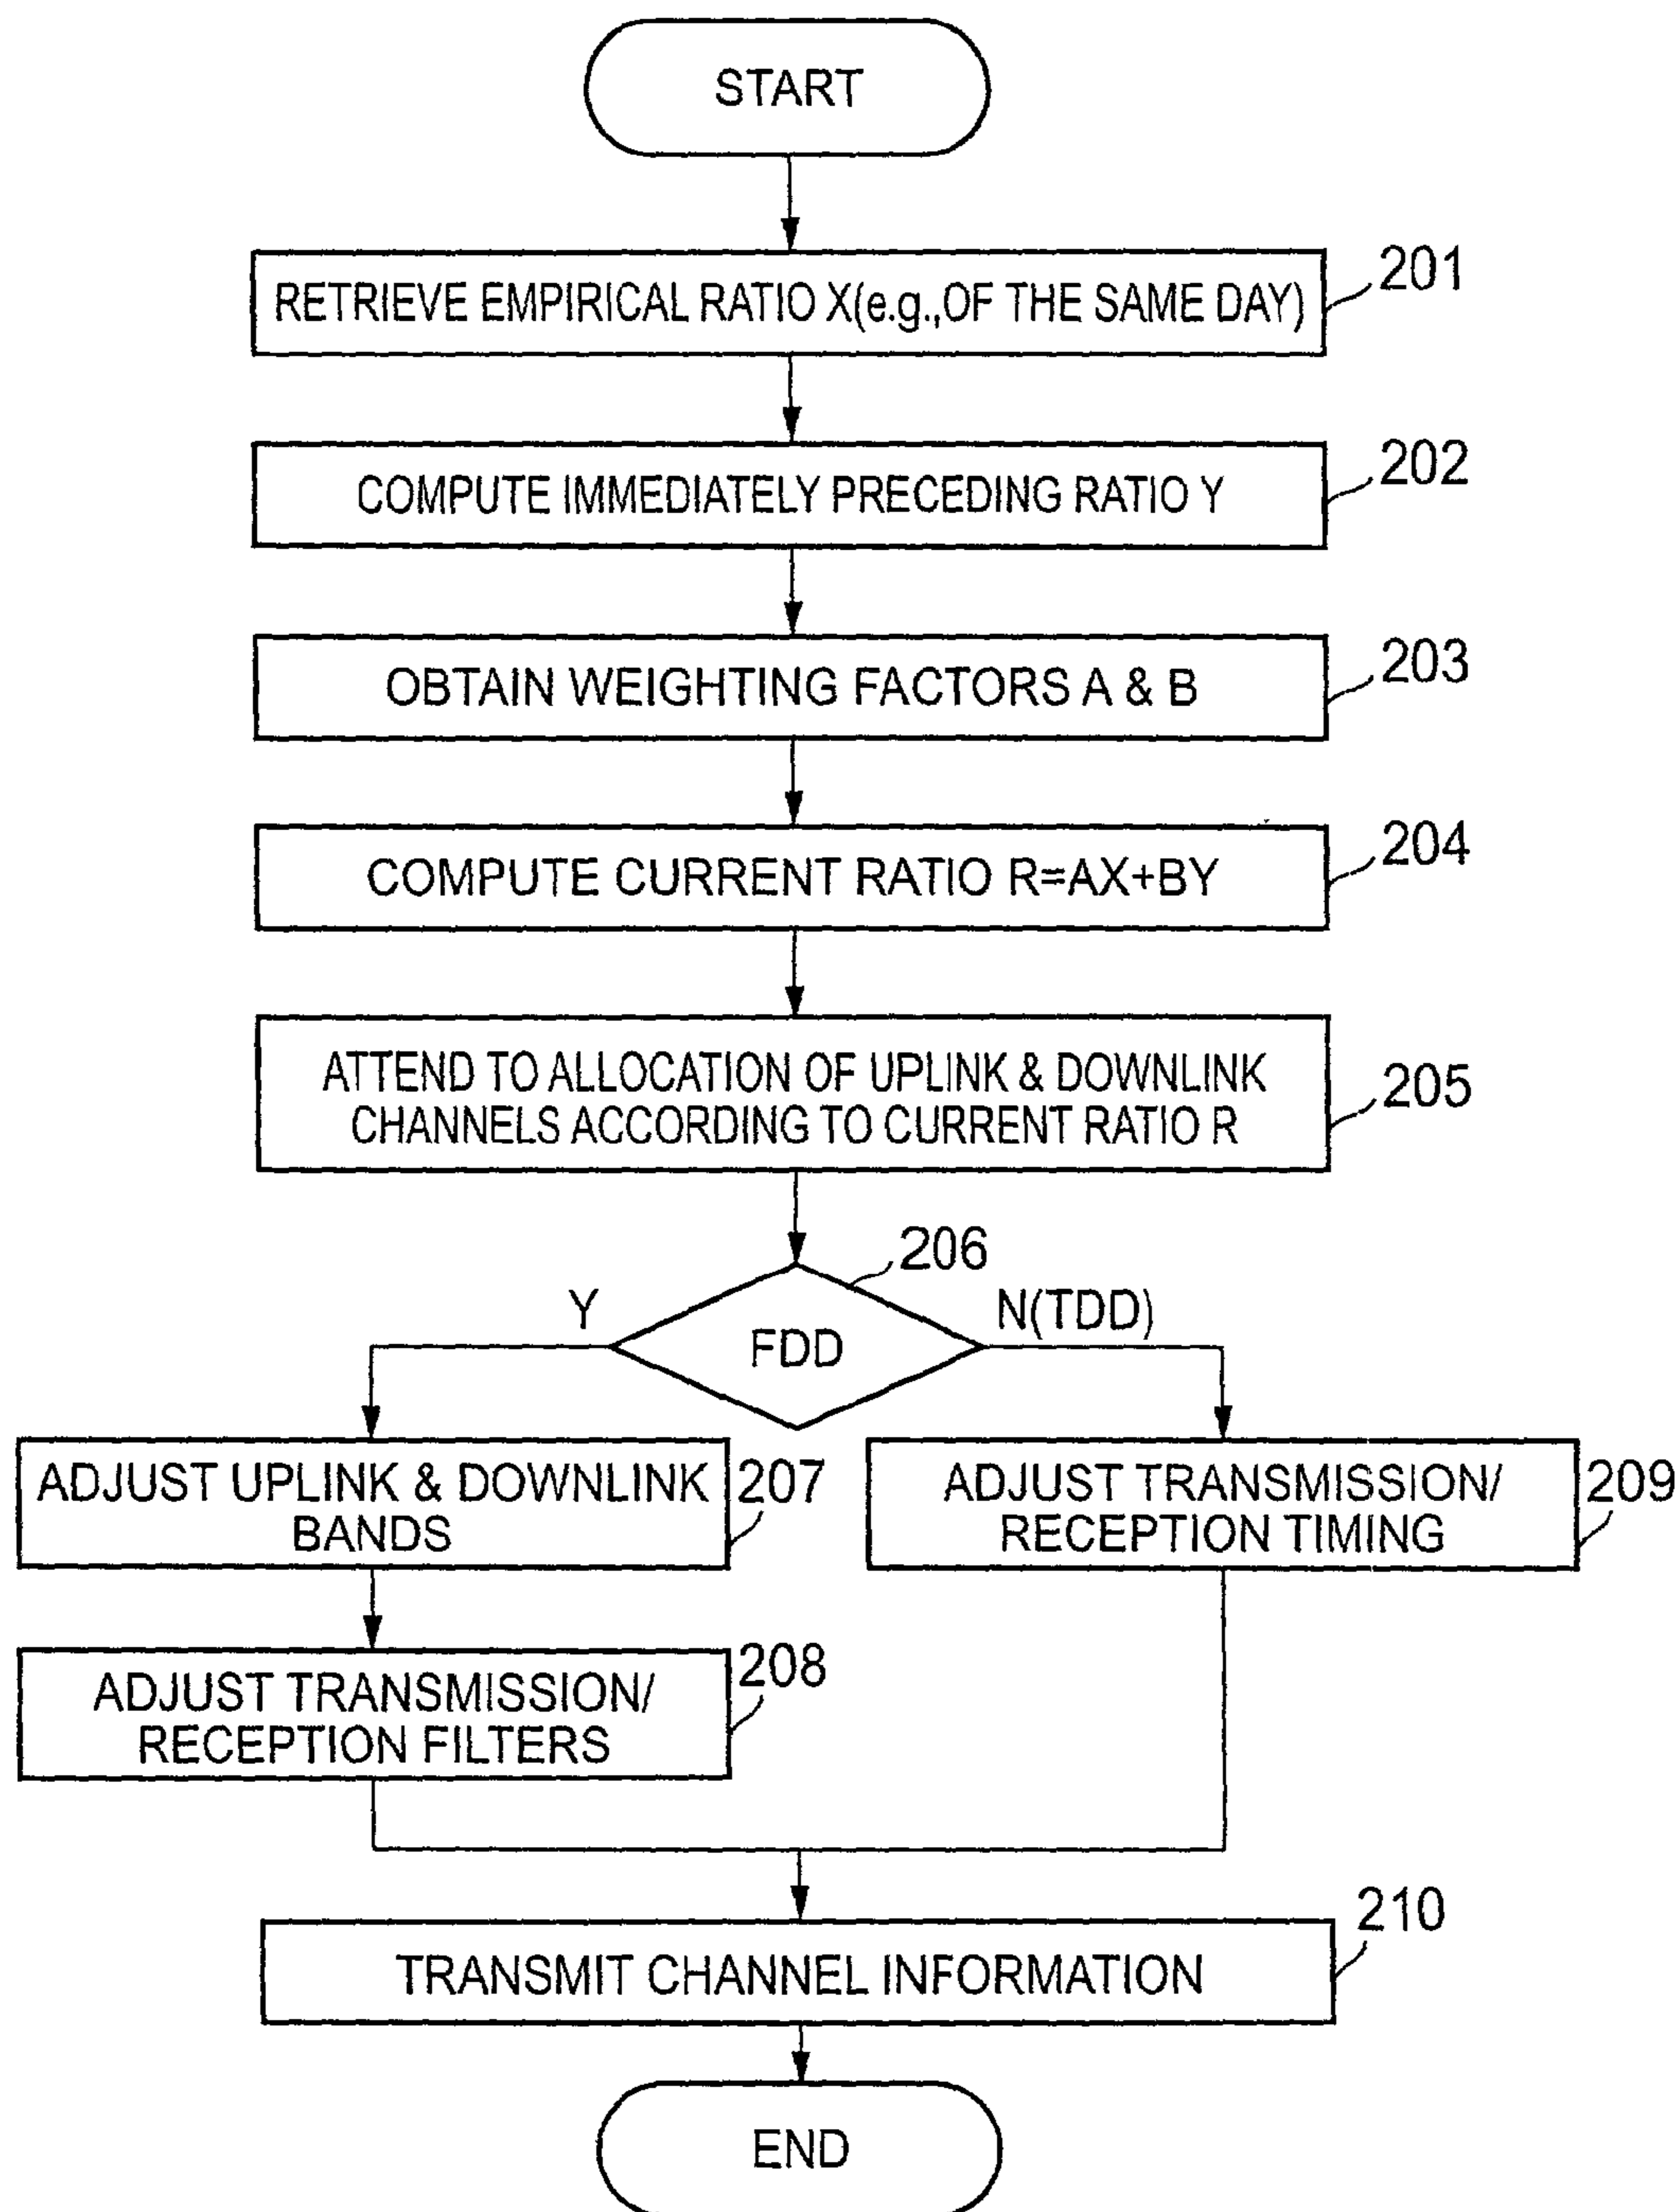 START
RETRIEVE EMPIRICAL RATIO X(e.g.,OF THE SAME DAY)
201
COMPUTE IMMEDIATELY PRECEDING RATIO Y
202
OBTAIN WEIGHTING FACTORS A & B
203
COMPUTE CURRENT RATIO R=AX+BY
204
ATTEND TO ALLOCATION OF UPLINK & DOWNLINK
CHANNELS ACCORDING TO CURRENT RATIO R
205
206
Y
FDD
N(TDD)
ADJUST UPLINK & DOWNLINK
BANDS
207
ADJUST TRANSMISSION/
RECEPTION TIMING
209
ADJUST TRANSMISSION/
RECEPTION FILTERS
208
TRANSMIT CHANNEL INFORMATION
210
END